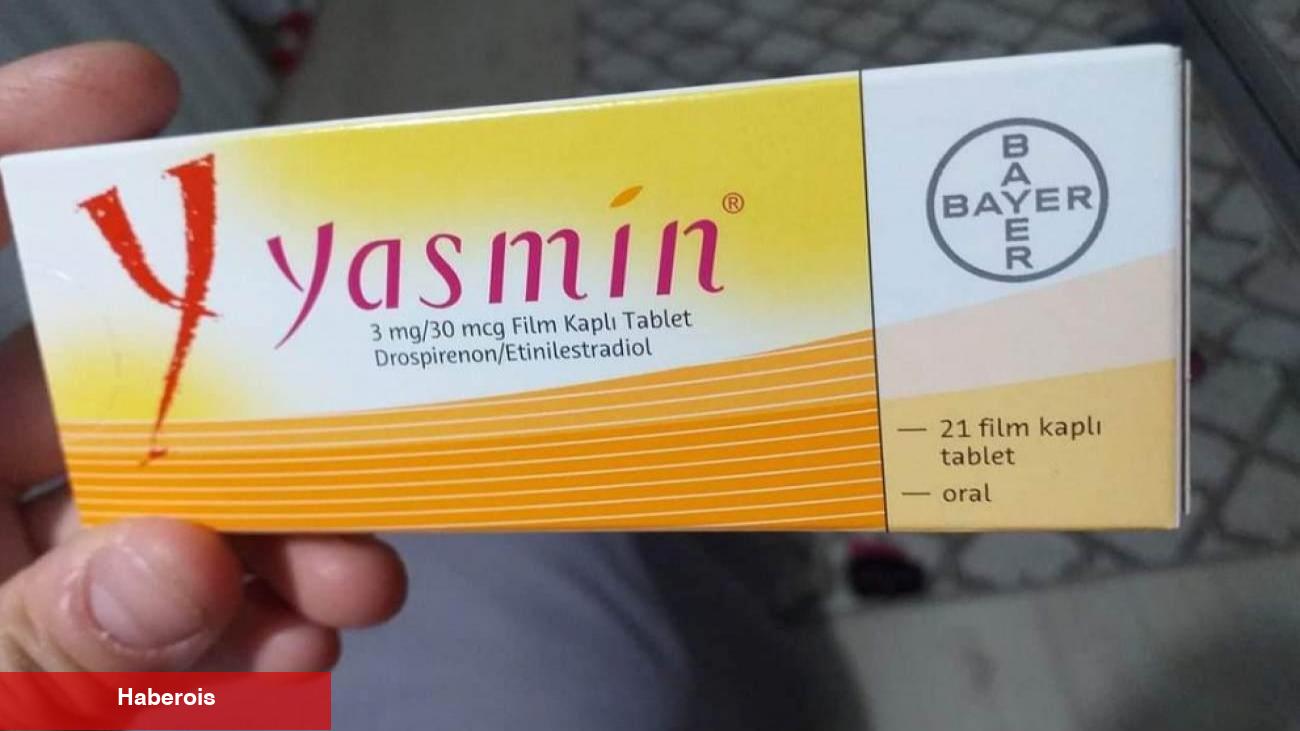 yasmin®
3 mg/30 mcg Film Kaplı Tablet
Drospirenon/Etinilestradiol
BAYER
BAYER
— 21 film kaplı
tablet
— oral
Haberois